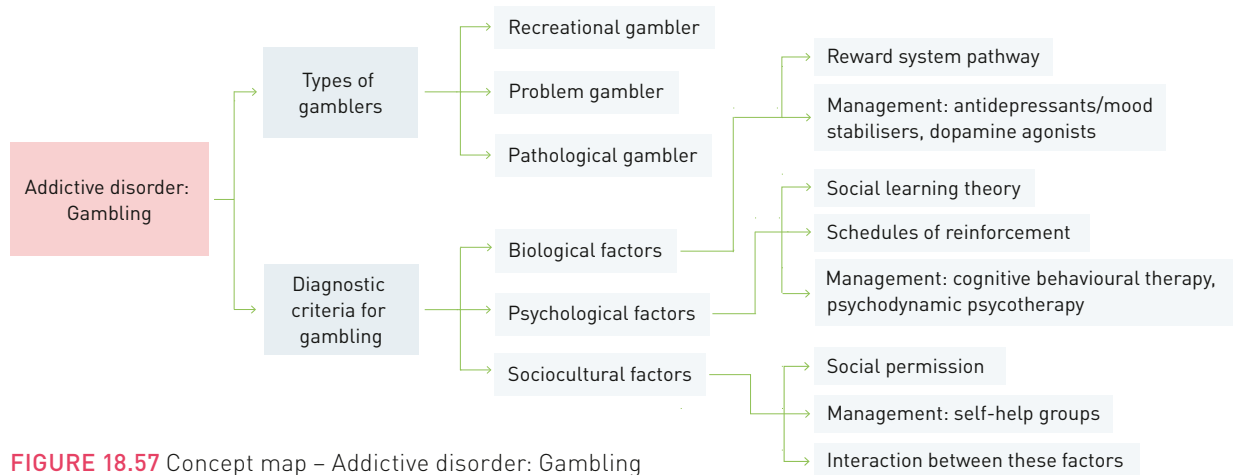 Addictive disorder:
Gambling
Types of
gamblers
Recreational gambler
Problem gambler
Pathological gambler
Diagnostic
criteria for
gambling
Biological factors
Reward system pathway
Management: antidepressants/mood
stabilisers, dopamine agonists
Psychological factors
Social learning theory
Schedules of reinforcement
Management: cognitive behavioural therapy,
psychodynamic psycotherapy
Sociocultural factors
Social permission
Management: self-help groups
Interaction between these factors
FIGURE 18.57 Concept map – Addictive disorder: Gambling